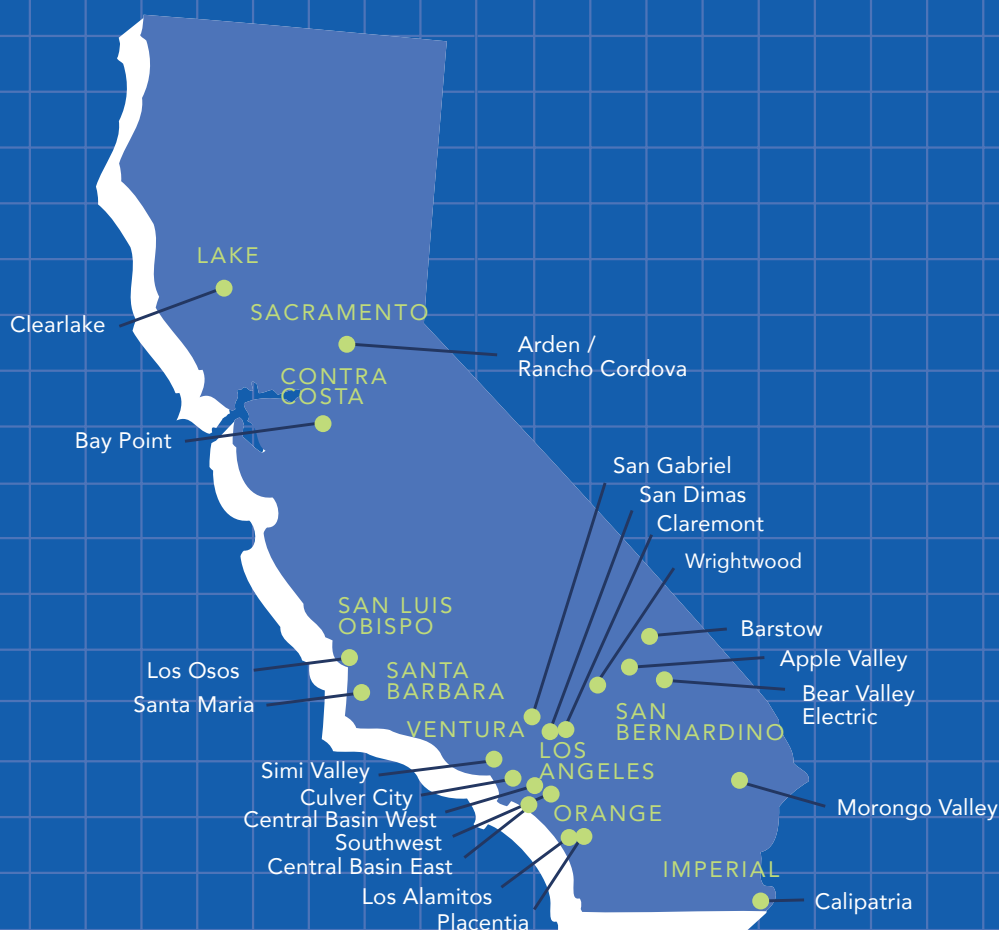 LAKE
Clearlake
SACRAMENTO
Arden /
Rancho Cordova
CONTRA
COSTA
Bay Point
San Gabriel
San Dimas
Claremont
Wrightwood
SAN LUIS
OBISPO
Barstow
Apple Valley
Los Osos
SANTA
BARBARA
Bear Valley
Electric
Santa Maria
SAN
BERNARDINO
VENTURA
LOS
ANGELES
Simi Valley
Culver City
Morongo Valley
Central Basin West
ORANGE
Southwest
Central Basin East
IMPERIAL
Los Alamitos
Calipatria
Placentia